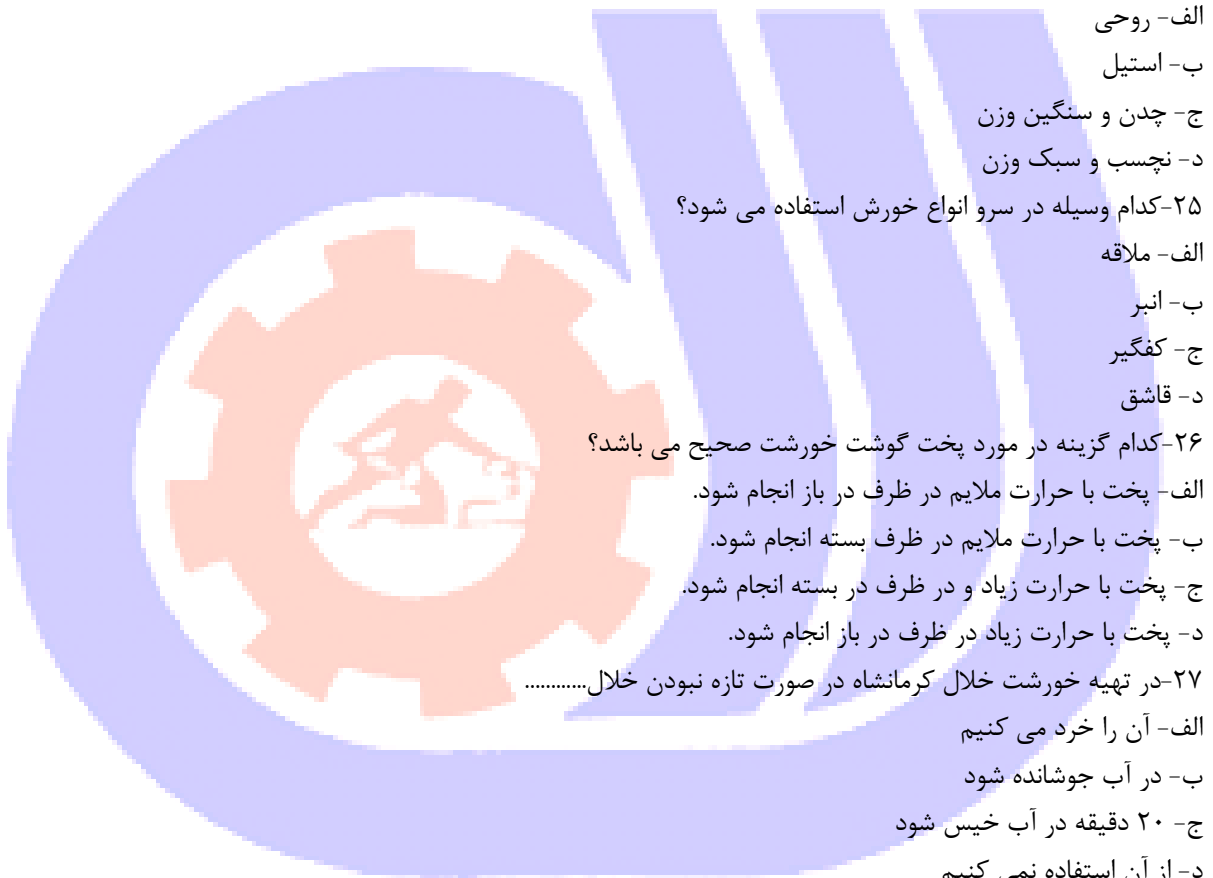 الف- روحی
ب- استیل
ج- چدن و سنگین وزن
د- نچسب و سبک وزن
۲۵-کدام وسیله در سرو انواع خورش استفاده می شود؟
الف- ملاقه
ب- انبر
ج- کفگیر
د- قاشق
۲۶-کدام گزینه در مورد پخت گوشت خورشت صحیح می باشد؟
الف- پخت با حرارت ملایم در ظرف در باز انجام شود.
ب- پخت با حرارت ملایم در ظرف بسته انجام شود.
ج- پخت با حرارت زیاد و در ظرف در بسته انجام شود.
د- پخت با حرارت زیاد در ظرف در باز انجام شود.
۲۷-در تهیه خورشت خلال کرمانشاه در صورت تازه نبودن خلال............
الف- آن را خرد می کنیم
ب- در آب جوشانده شود
ج- ۲۰ دقیقه در آب خیس شود
د- از آن استفاده نمی کنیم